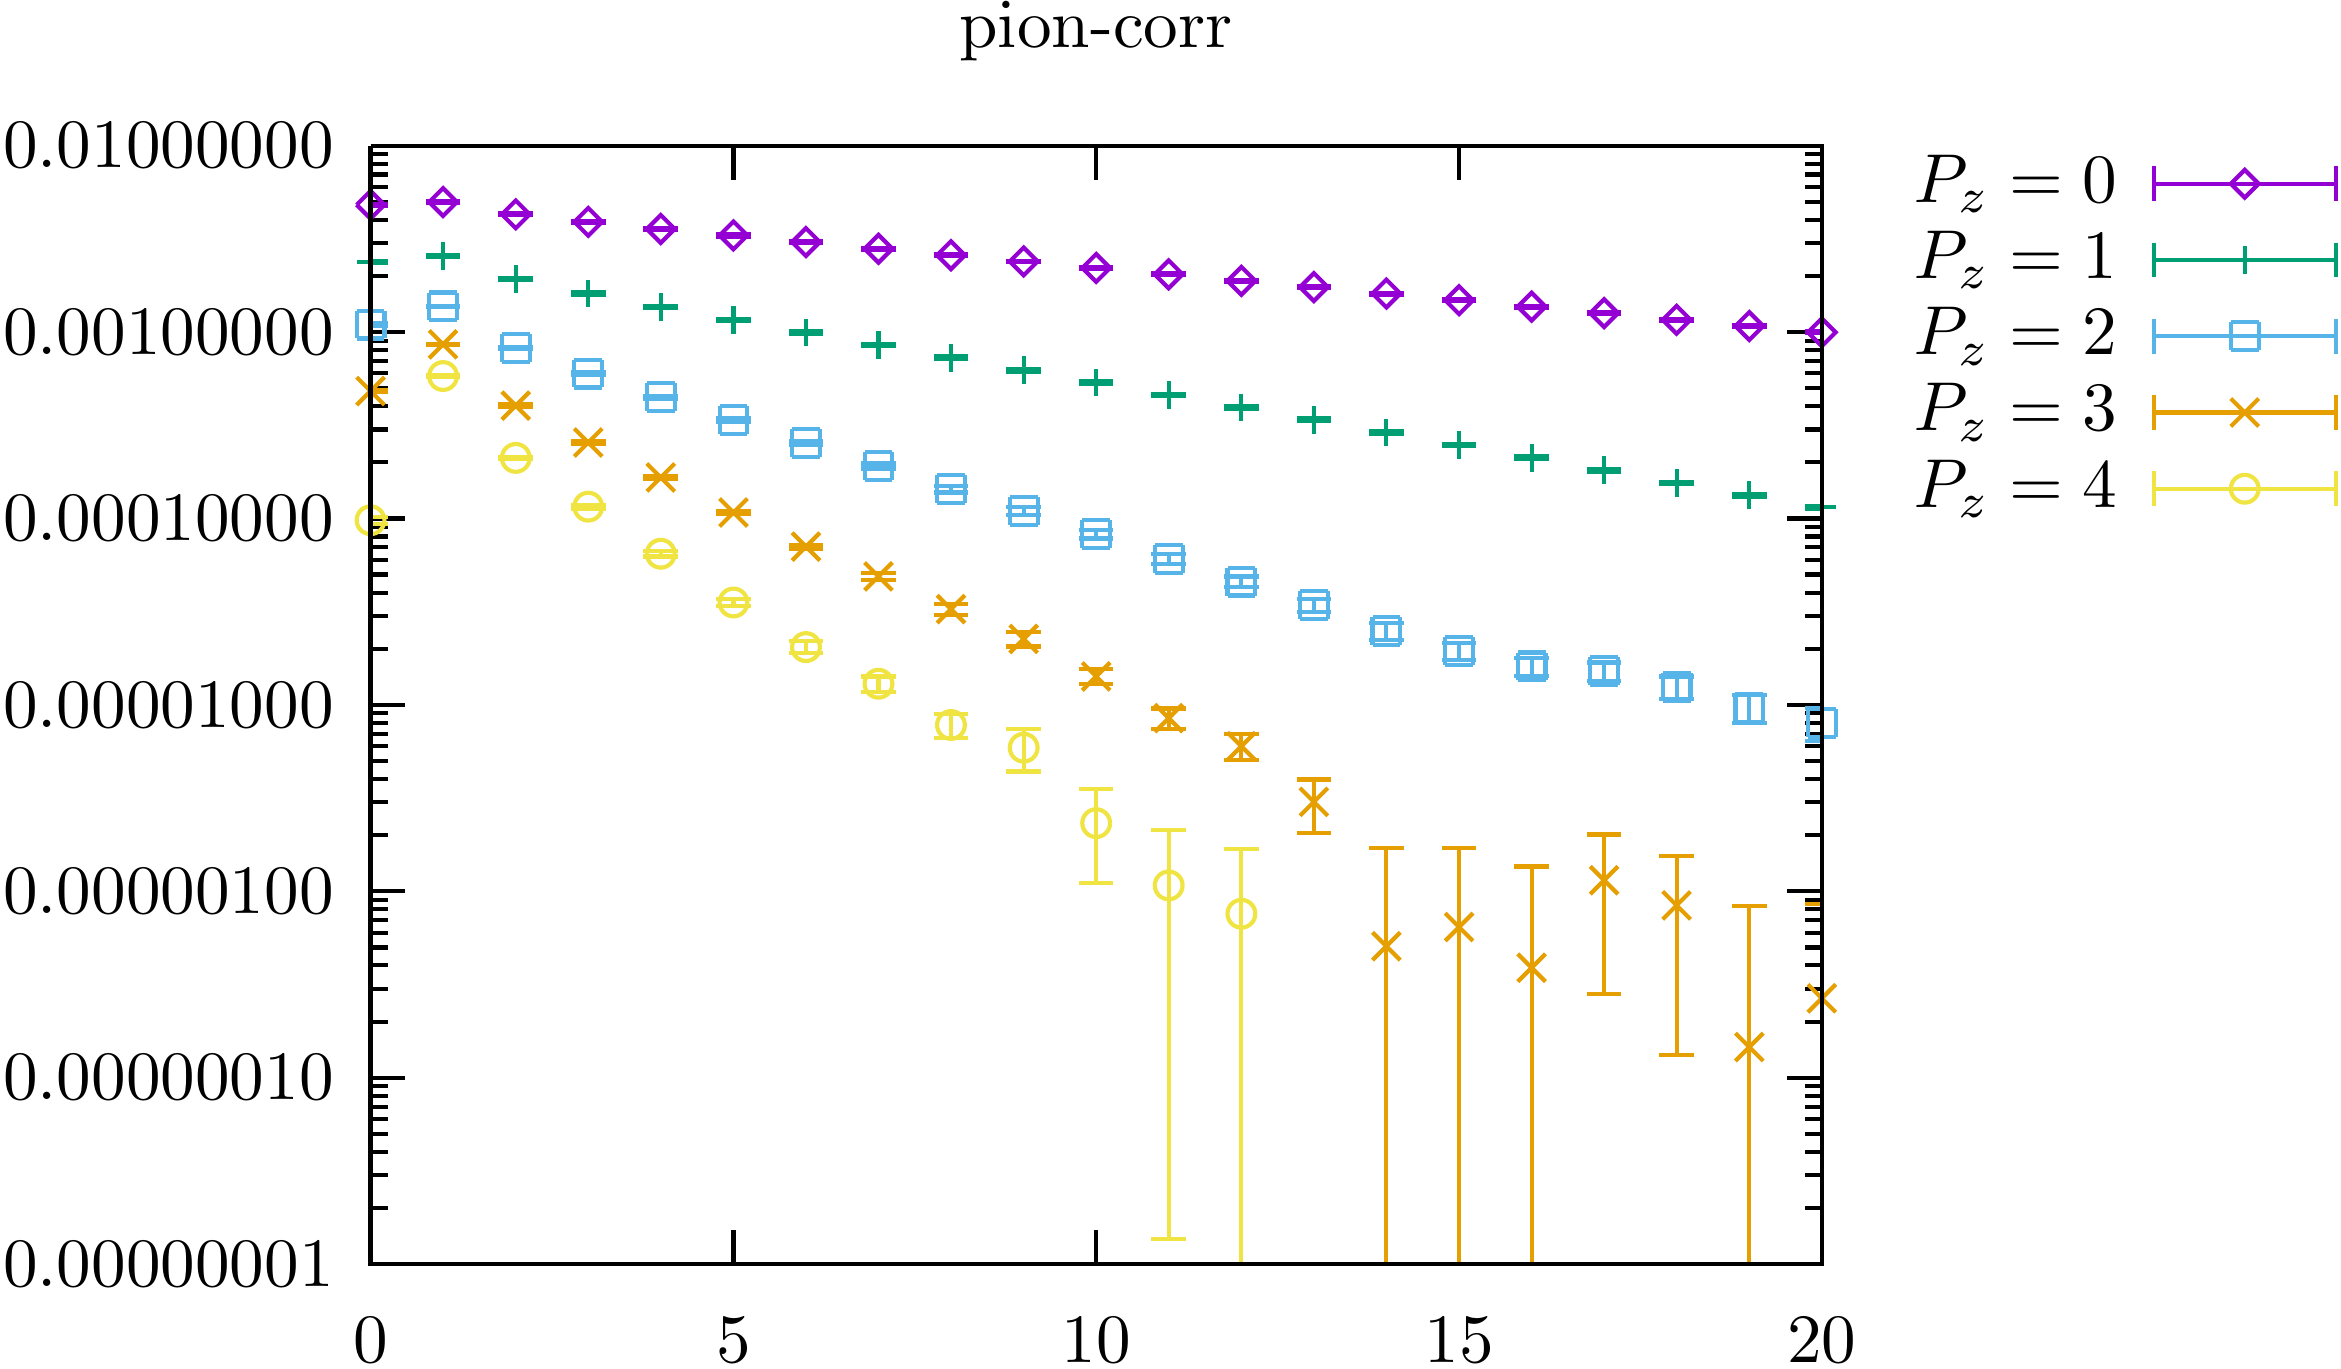 pion-corr
0.01000000
0.00100000
0.00010000
0.00001000
0.00000100
0.00000010
0.00000001
0 5 10 15 20
P_z = 0
P_z = 1
P_z = 2
P_z = 3
P_z = 4